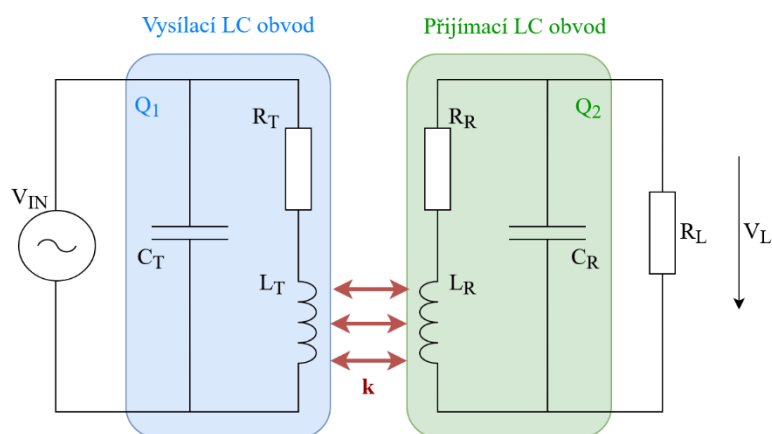 Vysílací LC obvod
Přijímací LC obvod
Q1
Q2
RT
RR
VIN
CT
LT
LR
CR
RL
VL
k